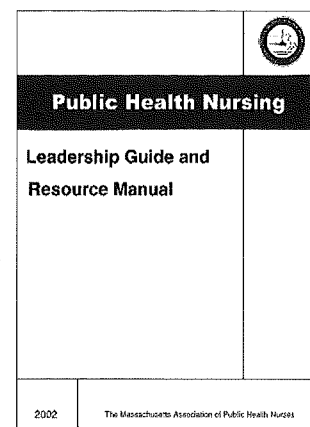 Public Health Nursing
Leadership Guide and
Resource Manual
2002
The Massachusetts Association of Public Health Nurses